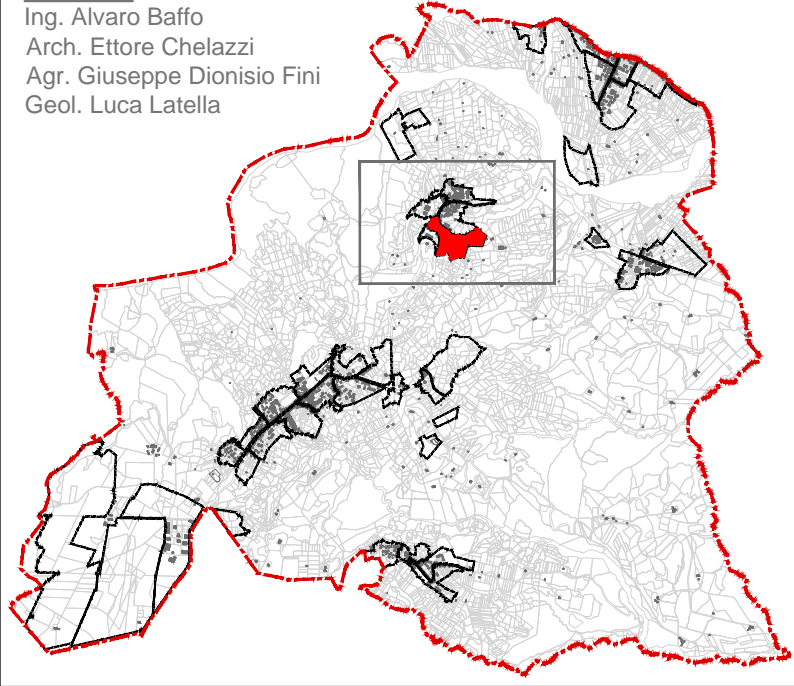 Ing. Alvaro Baffo
Arch. Ettore Chelazzi
Agr. Giuseppe Dionisio Fini
Geol. Luca Latella